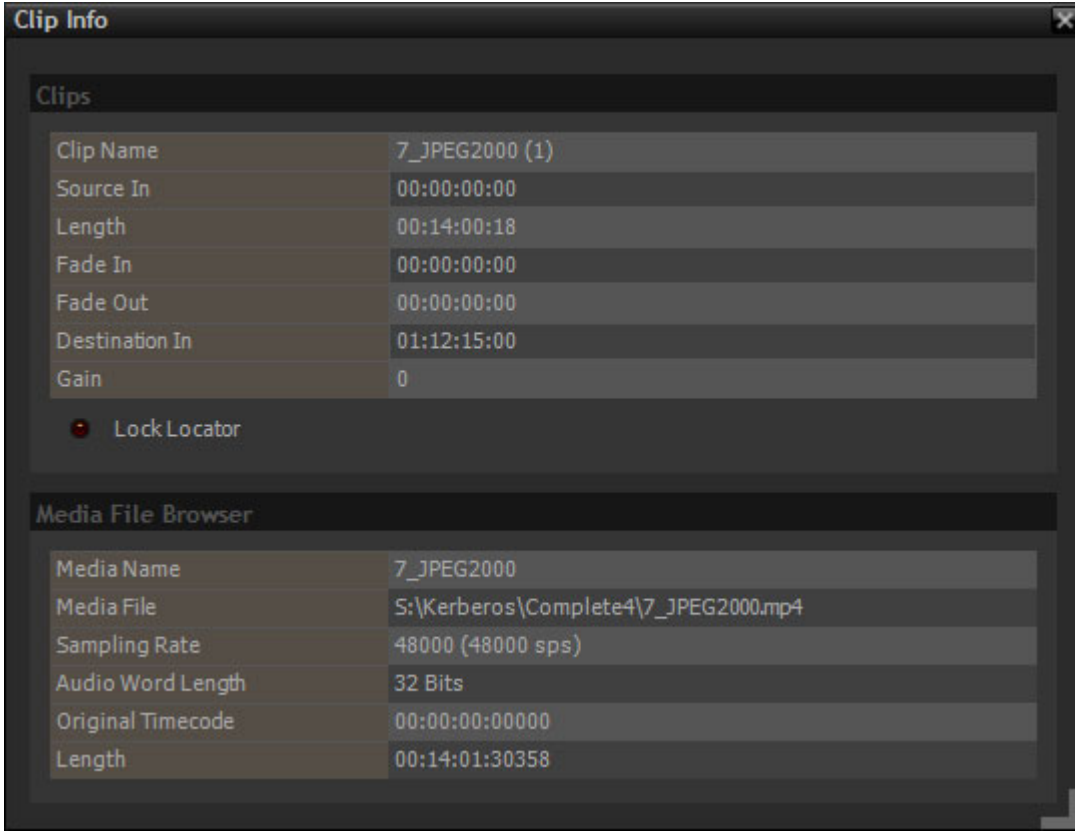 Clip Info
Clips
Clip Name 7_JPEG2000 (1)
Source In 00:00:00:00
Length 00:14:00:18
Fade In 00:00:00:00
Fade Out 00:00:00:00
Destination In 01:12:15:00
Gain 0
Lock Locator
Media File Browser
Media Name 7_JPEG2000
Media File S:\Kerberos\Complete4\7_JPEG2000.mp4
Sampling Rate 48000 (48000 sps)
Audio Word Length 32 Bits
Original Timecode 00:00:00:00000
Length 00:14:01:30358